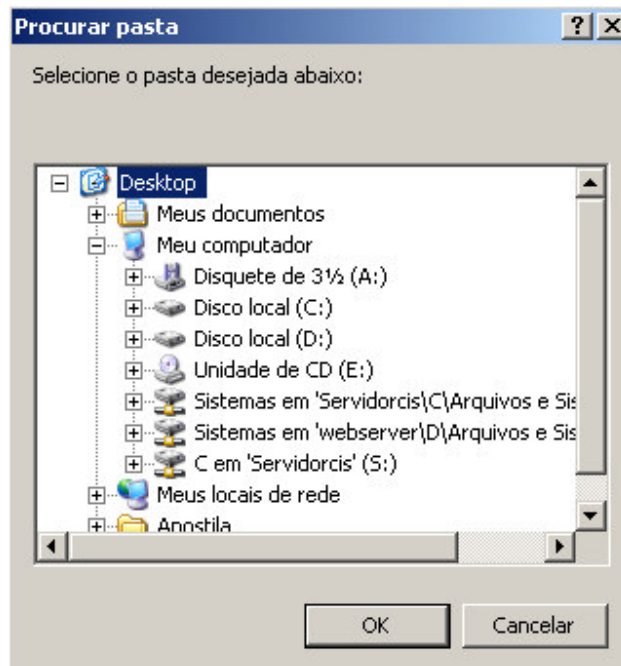 Procurar pasta
Selecione o pasta desejada abaixo:
Desktop
Meus documentos
Meu computador
Disquete de 3½ (A:)
Disco local (C:)
Disco local (D:)
Unidade de CD (E:)
Sistemas em 'Servidorcis\C\Arquivos e Sis
Sistemas em 'webserver\D\Arquivos e Sis
C em 'Servidorcis' (S:)
Meus locais de rede
Apostila
OK Cancelar